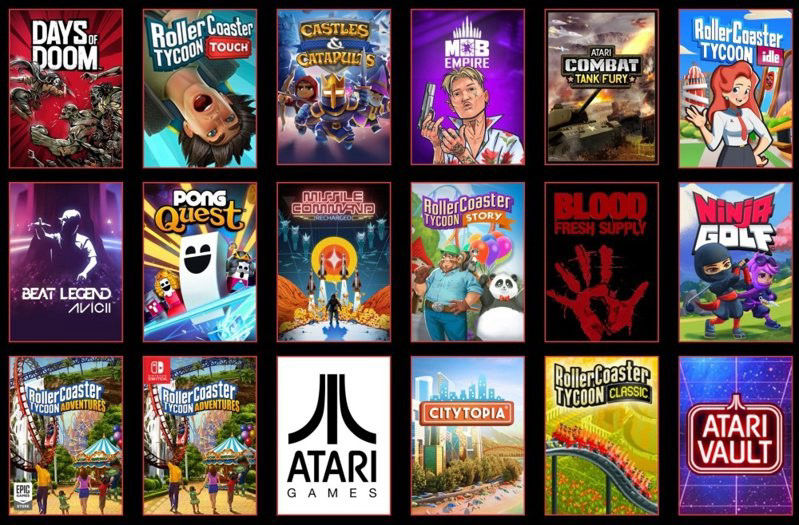 DAYS OF
DOOM
RollerCoaster
TYCOON TOUCH
CASTLES
&
CATAPULTS
MOB
EMPIRE
ATARI
COMBAT
TANK FURY
RollerCoaster
TYCOON
idle
BEAT LEGEND
AVICII
PONG
Quest
MISSILE
COMMAND
RECHARGED
RollerCoaster
TYCOON
STORY
BLOOD
FRESH SUPPLY
NINJA
GOLF
RollerCoaster
TYCOON ADVENTURES
EPIC
GAMES
STORE
SWITCH
RollerCoaster
TYCOON ADVENTURES
ATARI
GAMES
CITYTOPIA
RollerCoaster
TYCOON CLASSIC
ATARI
VAULT